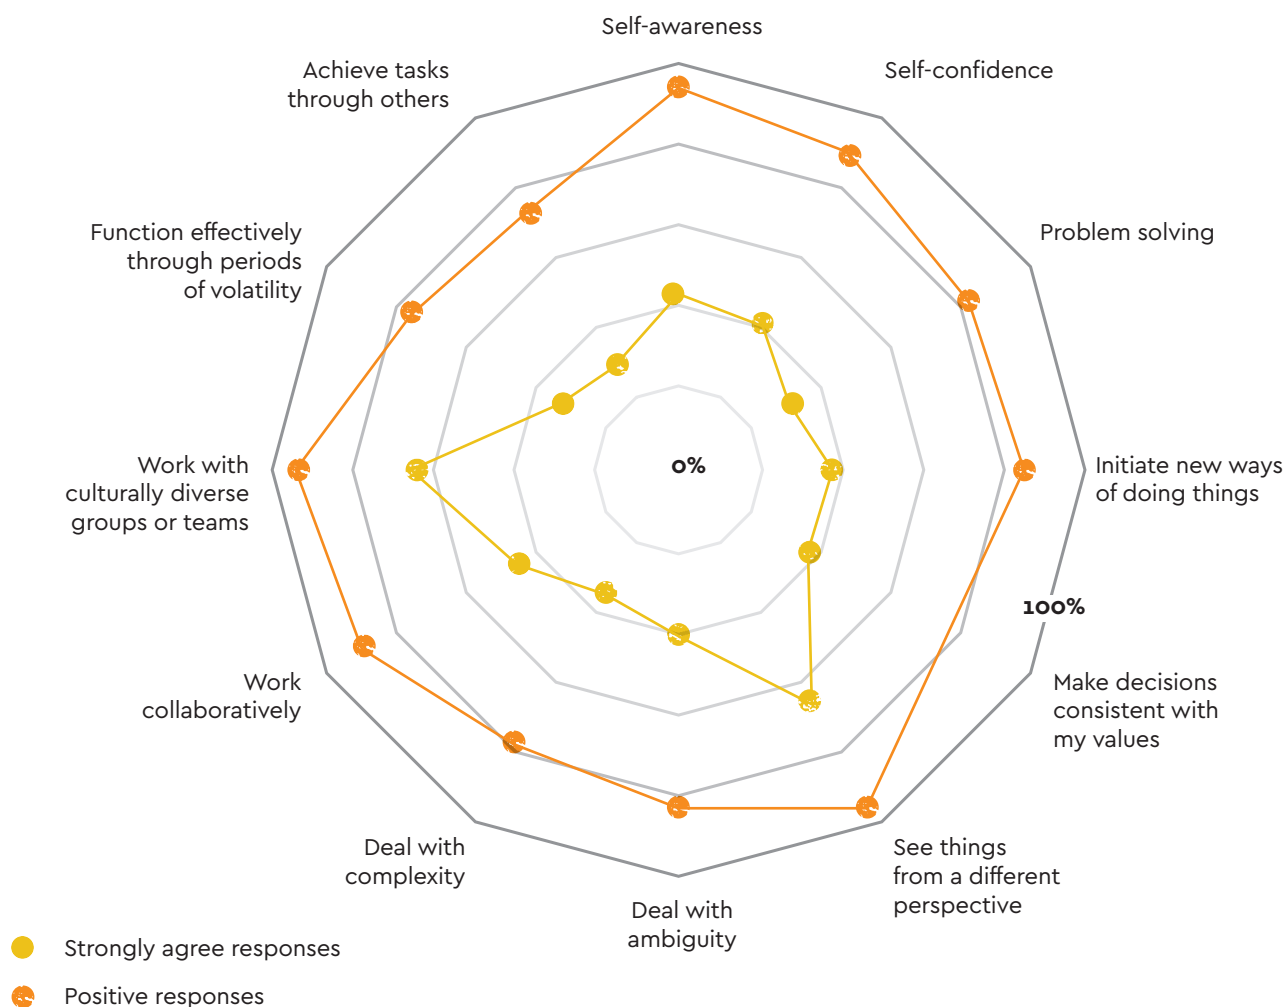 Self-awareness
Self-confidence
Achieve tasks
through others
Problem solving
Function effectively
through periods
of volatility
0%
Initiate new ways
of doing things
Work with
culturally diverse
groups or teams
100%
Make decisions
consistent with
my values
Work
collaboratively
See things
from a different
perspective
Deal with
complexity
Deal with
ambiguity
Strongly agree responses
Positive responses